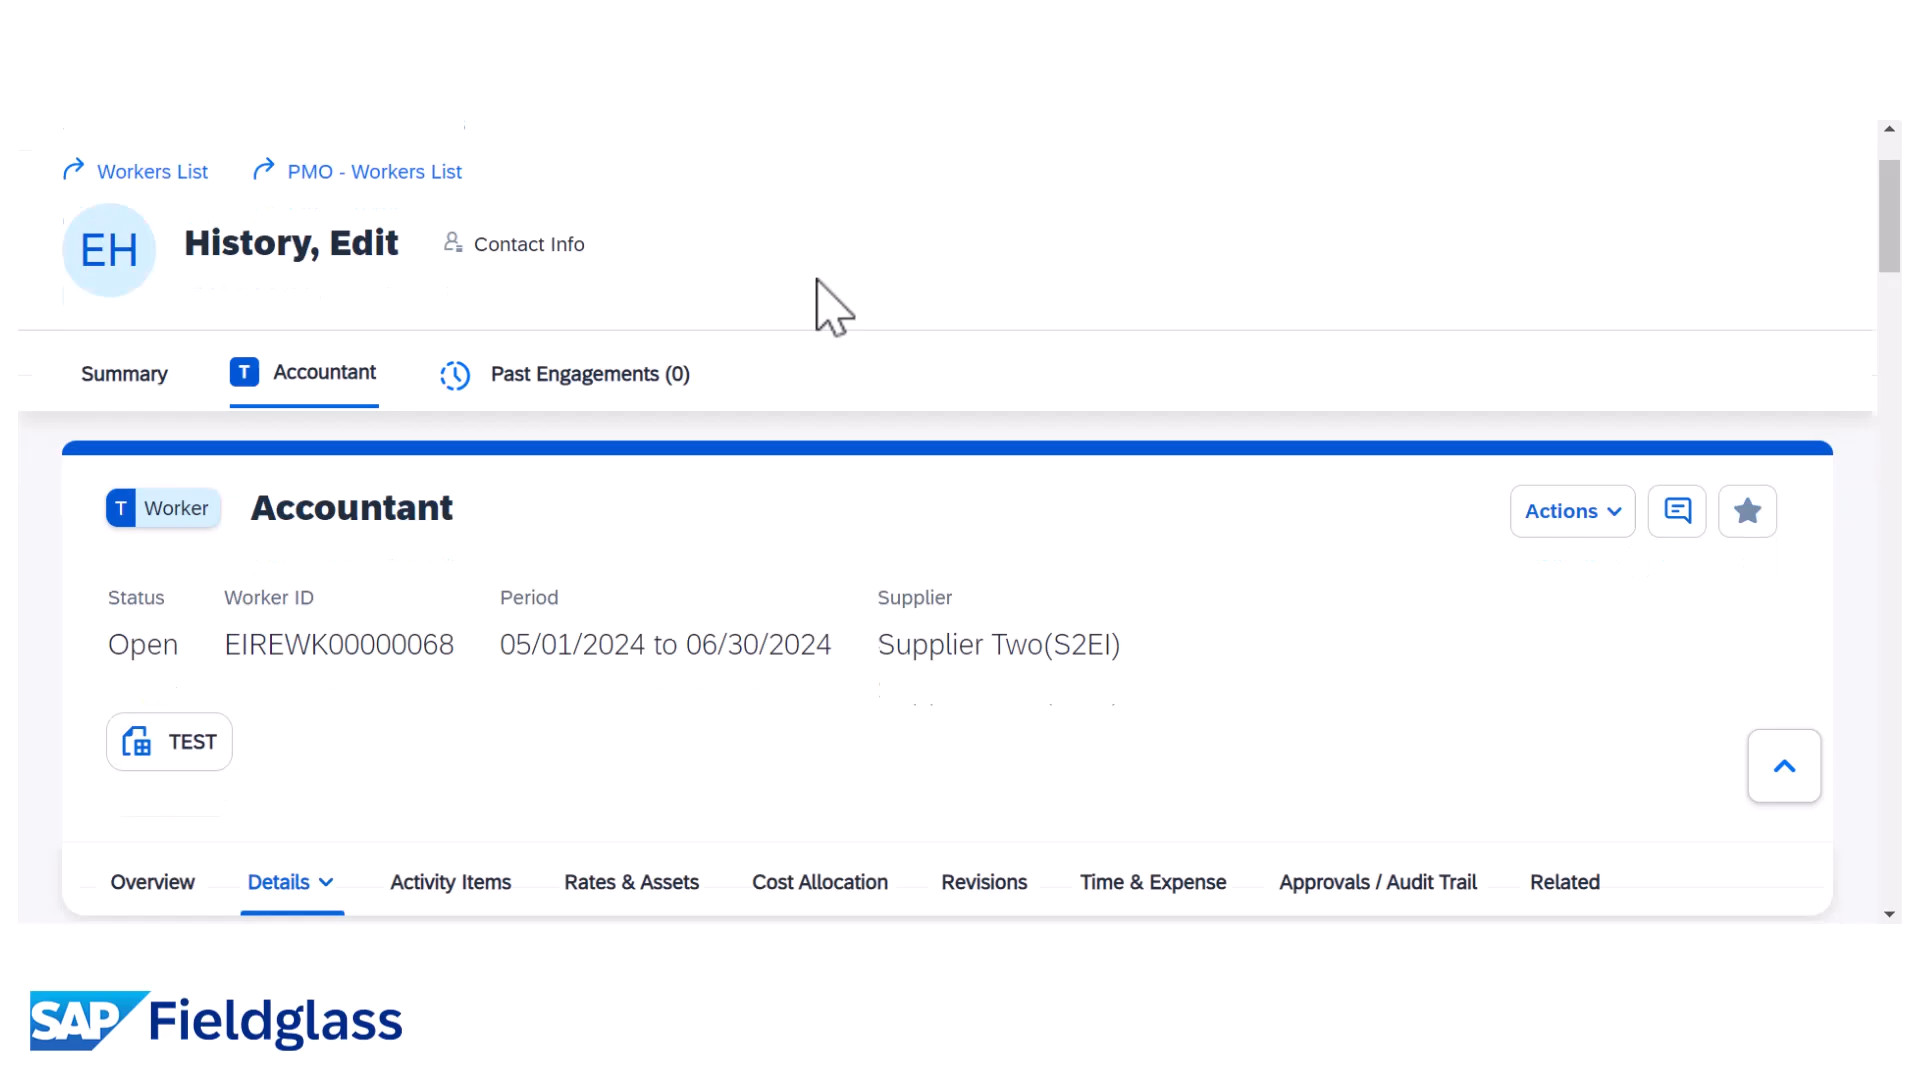 Workers List PMO - Workers List
EH History, Edit Contact Info
Summary T Accountant Past Engagements (0)
T Worker Accountant Actions
Status Worker ID Period Supplier
Open EIREWK00000068 05/01/2024 to 06/30/2024 Supplier Two(S2EI)
TEST
Overview Details Activity Items Rates & Assets Cost Allocation Revisions Time & Expense Approvals / Audit Trail Related
SAP Fieldglass